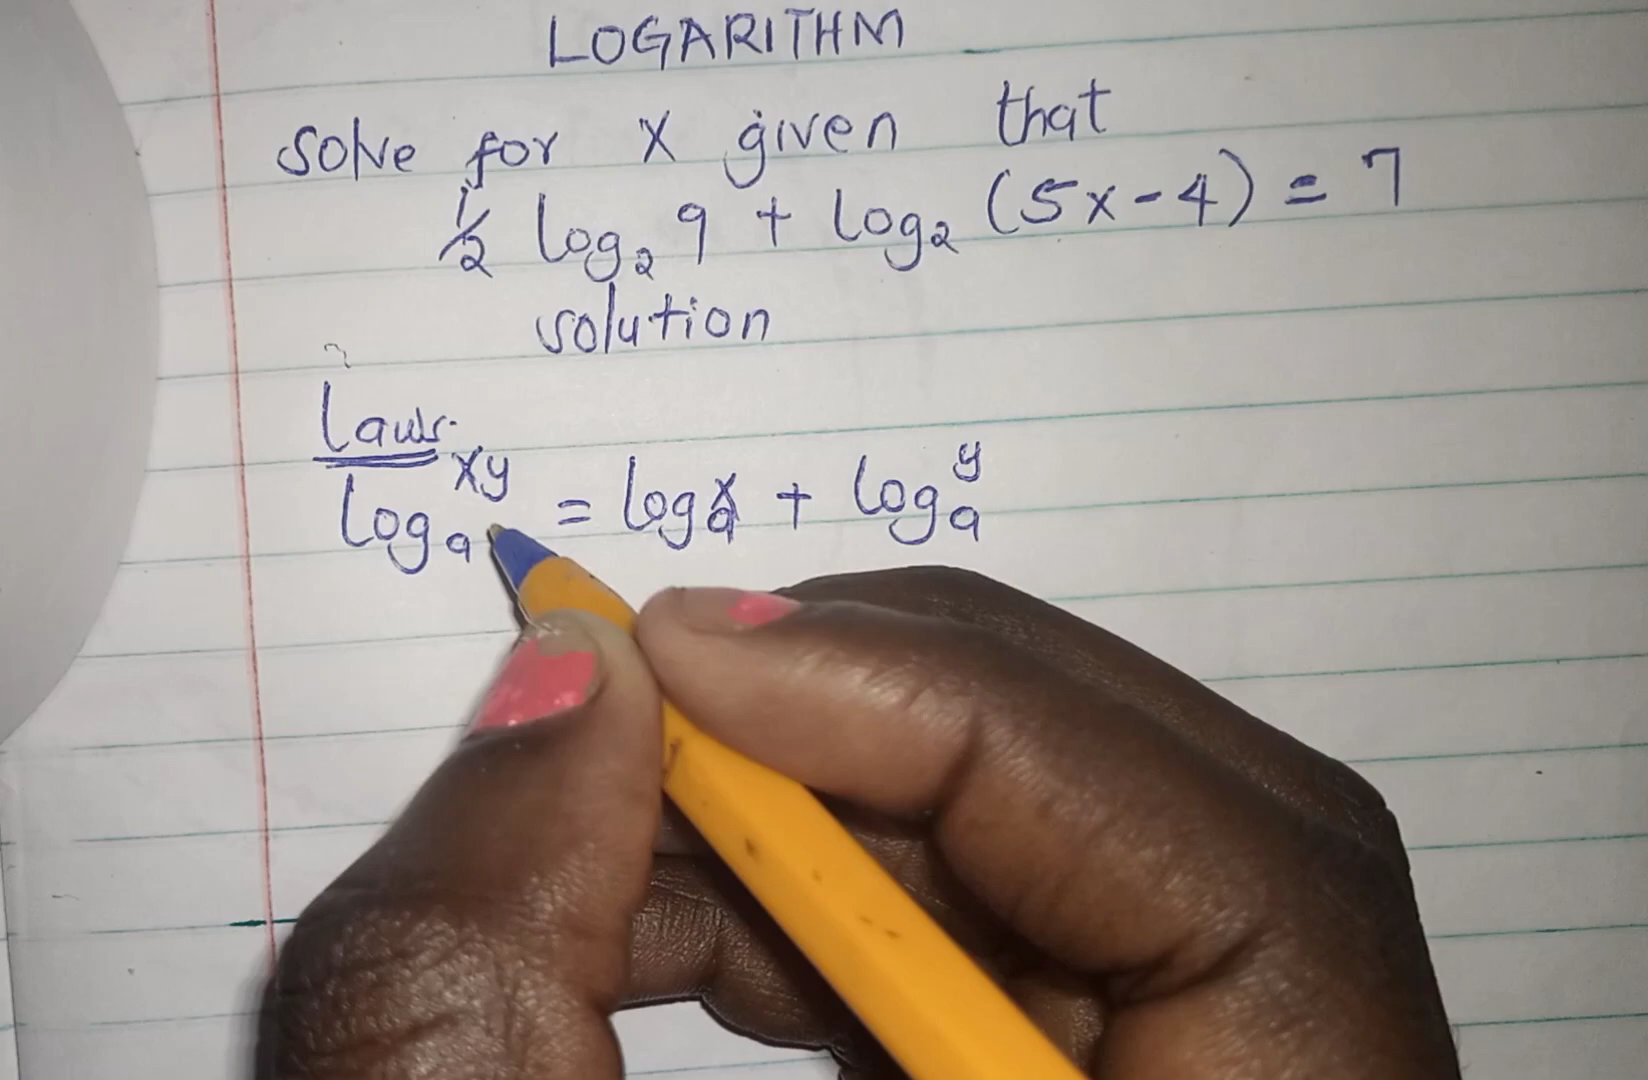 LOGARITHM
Solve for x given that
½ log₂ 9 + log₂ (5x - 4) = 7
solution
Laws.
logₐ xy = logₐ x + logₐ y